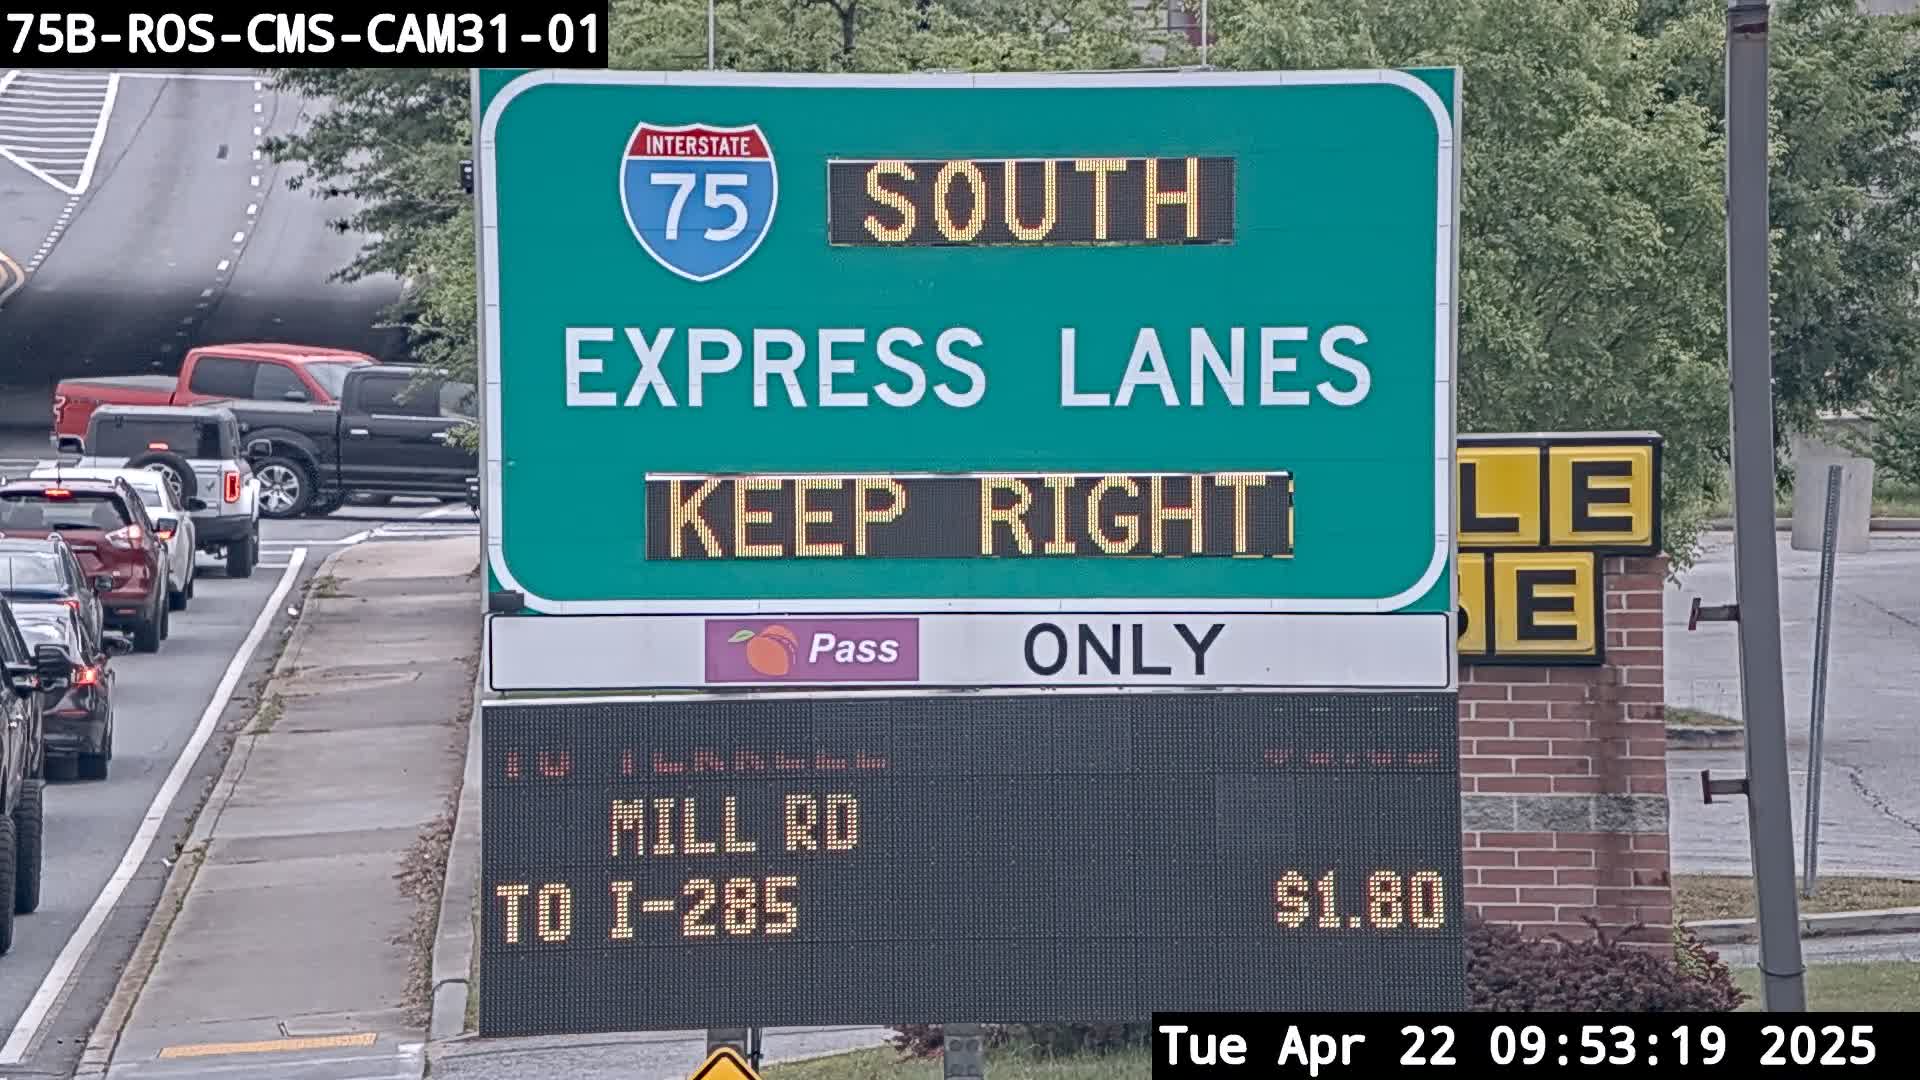 75B-ROS-CMS-CAM31-01
INTERSTATE
75
SOUTH
EXPRESS LANES
KEEP RIGHT
Pass ONLY
MILL RD
TO I-285 $1.80
LE
E
Tue Apr 22 09:53:19 2025